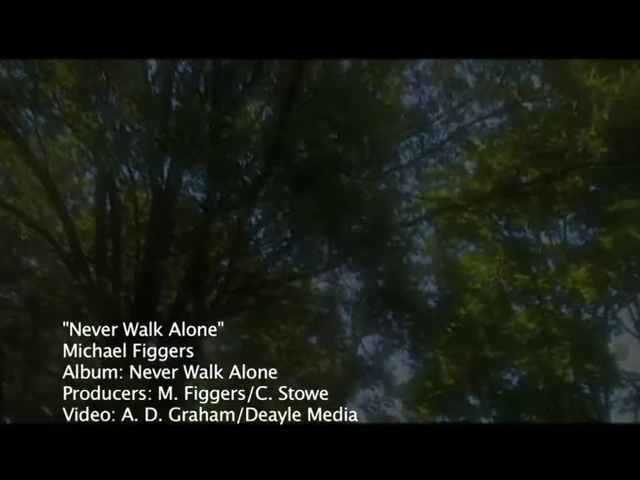 "Never Walk Alone"
Michael Figgers
Album: Never Walk Alone
Producers: M. Figgers/C. Stowe
Video: A. D. Graham/Deayle Media